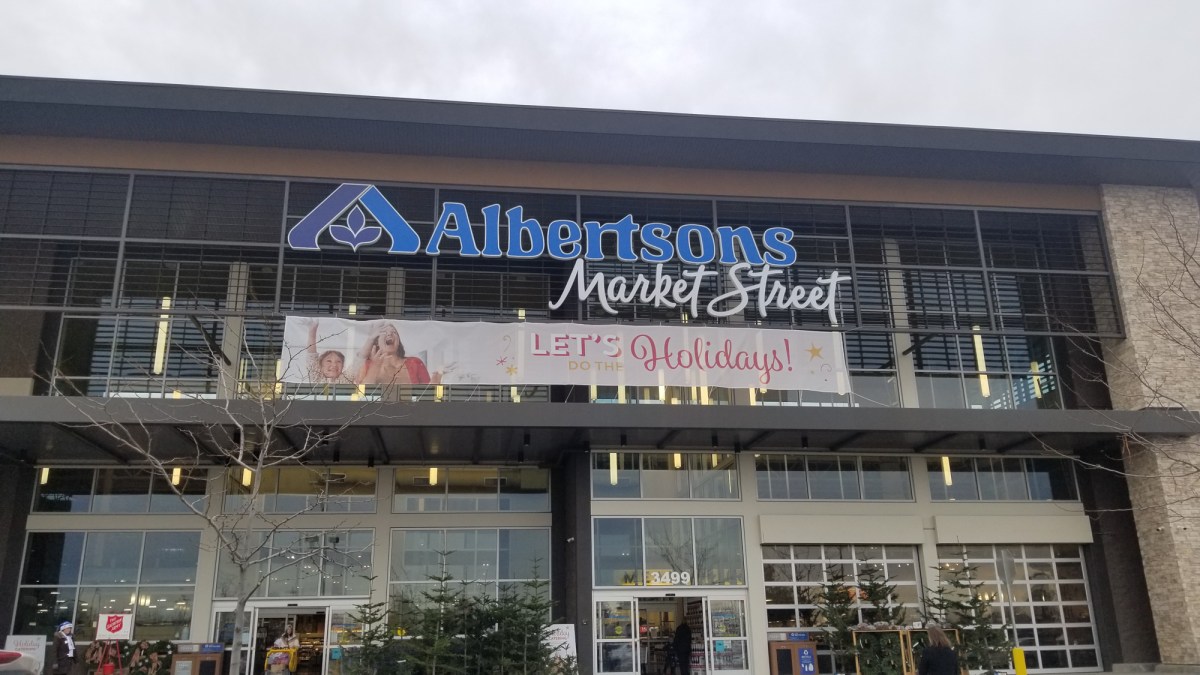 Albertsons
Market Street
LET'S
DO THE
Holidays!
3499